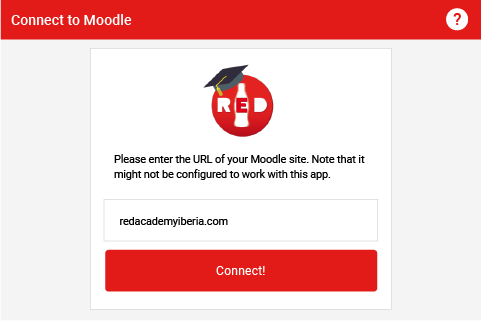 Connect to Moodle
?
RED
Please enter the URL of your Moodle site. Note that it
might not be configured to work with this app.
redacademyiberia.com
Connect!